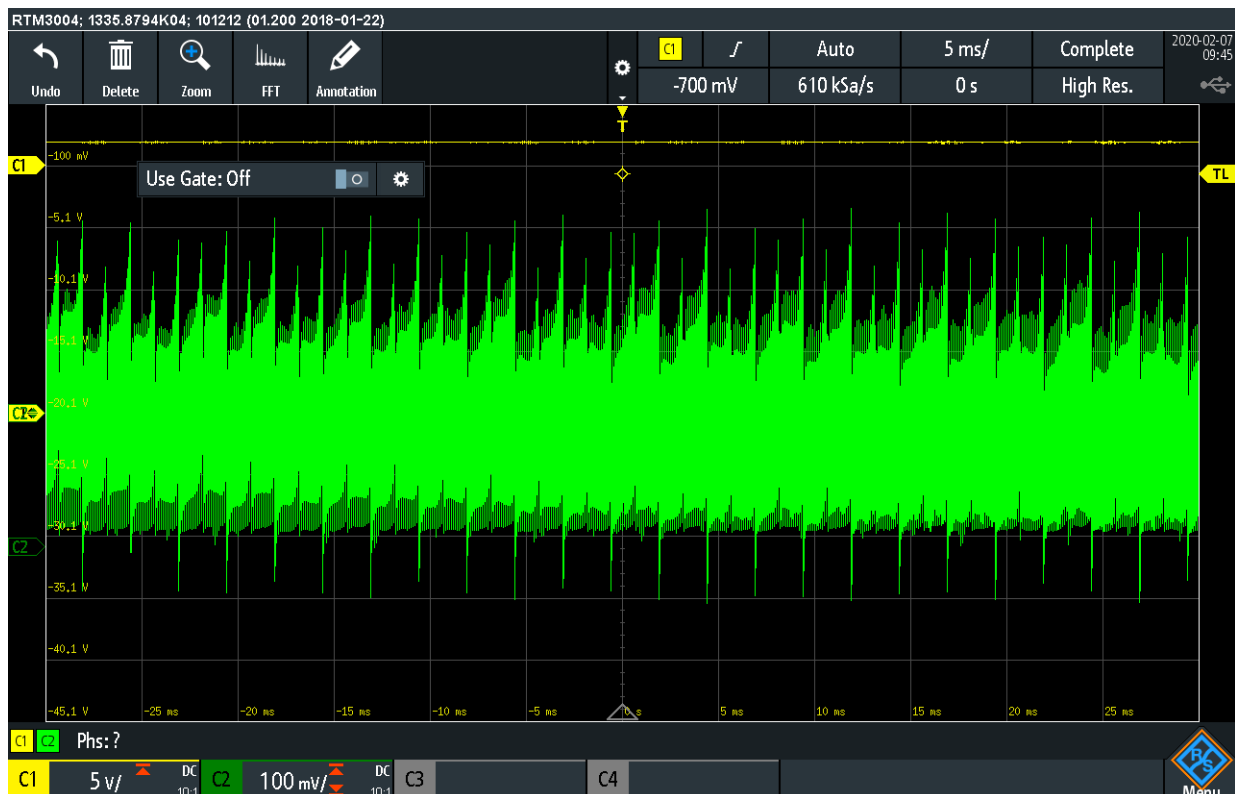 RTM3004; 1335.8794K04; 101212 (01.200 2018-01-22)
Undo Delete Zoom FFT Annotation
C1 Auto 5 ms/ Complete
-700 mV 610 kSa/s 0 s High Res.
2020-02-07
09:45
T
C1
-100 mV
TL
Use Gate: Off
-5.1 V
-10.1 V
-15.1 V
-20.1 V
-25.1 V
-30.1 V
C2
-35.1 V
-40.1 V
-45.1 V -25 ms -20 ms -15 ms -10 ms -5 ms 0 s 5 ms 10 ms 15 ms 20 ms 25 ms
C1 C2 Phs: ?
C1 5 V/ DC 10:1 C2 100 mV/ DC 10:1 C3 C4
R&S
Menu